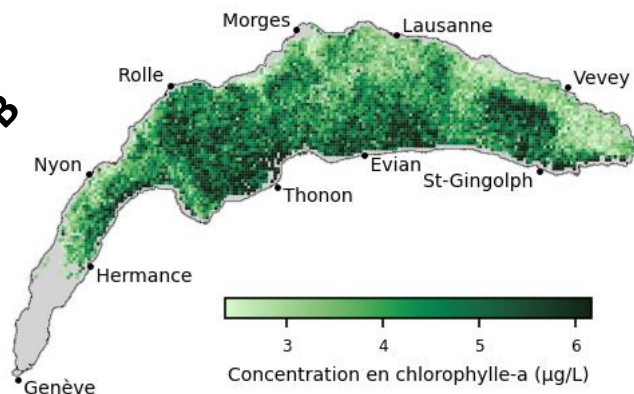 B
Morges
Lausanne
Rolle
Vevey
Nyon
Evian
Thonon
St-Gingolph
Hermance
Genève
3 4 5 6
Concentration en chlorophylle-a (µg/L)